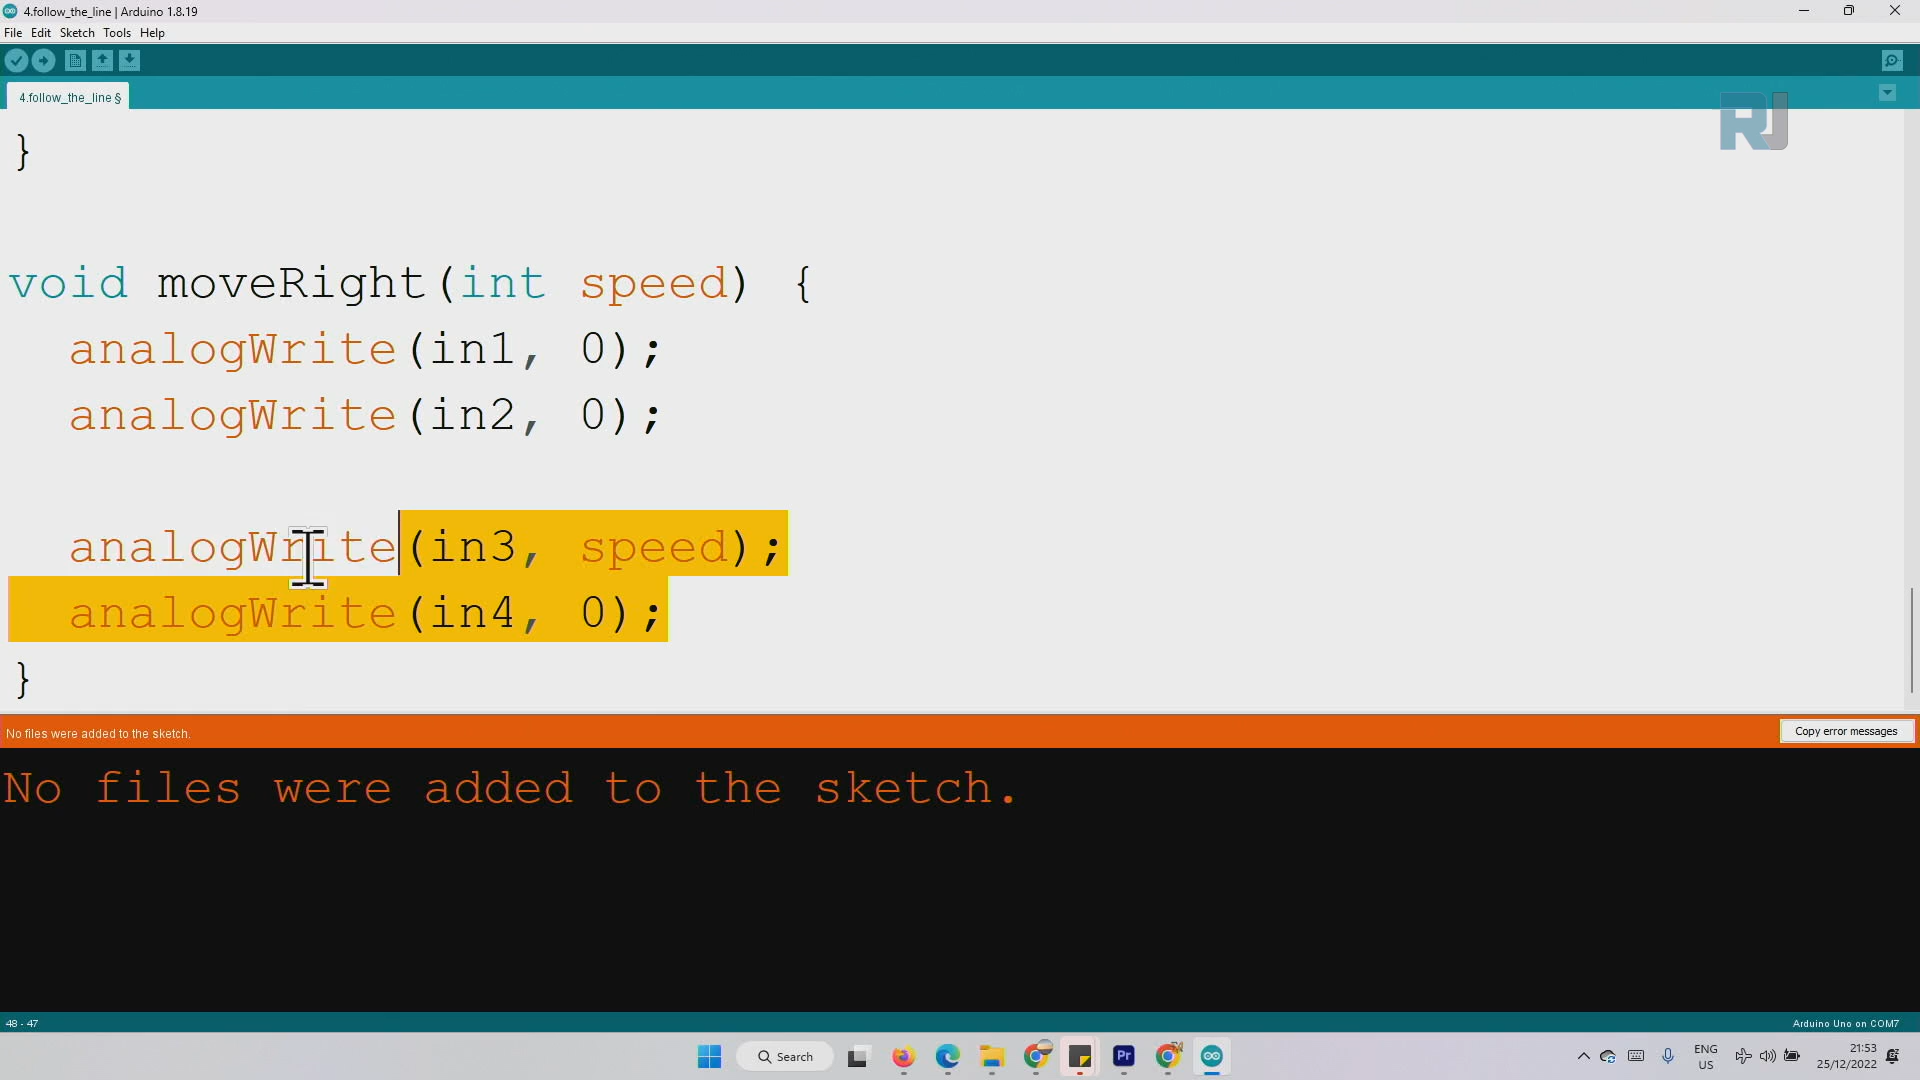 4.follow_the_line | Arduino 1.8.19
File Edit Sketch Tools Help
4.follow_the_line §
RJ
}
void moveRight(int speed) {
analogWrite(in1, 0);
analogWrite(in2, 0);
analogWrite(in3, speed);
analogWrite(in4, 0);
}
No files were added to the sketch.
Copy error messages
No files were added to the sketch.
48 - 47
Arduino Uno on COM7
Search
Pr
ENG
US
21:53
25/12/2022